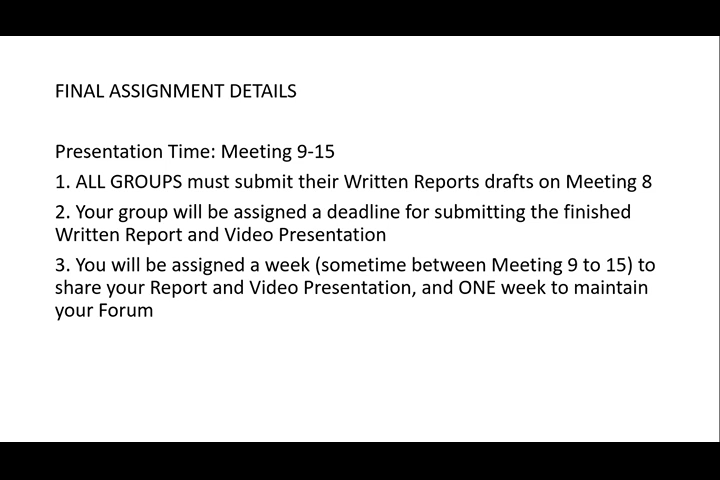 FINAL ASSIGNMENT DETAILS
Presentation Time: Meeting 9-15
1. ALL GROUPS must submit their Written Reports drafts on Meeting 8
2. Your group will be assigned a deadline for submitting the finished
Written Report and Video Presentation
3. You will be assigned a week (sometime between Meeting 9 to 15) to
share your Report and Video Presentation, and ONE week to maintain
your Forum